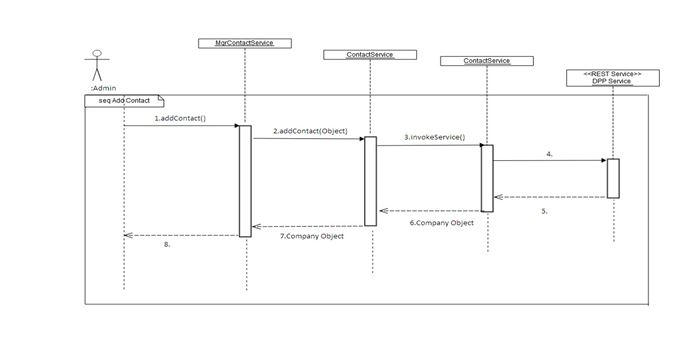 MgrContactService
ContactService
ContactService
<<REST Service>>
DPP Service
:Admin
seq Add Contact
1.addContact()
2.addContact(Object)
3.invokeService()
4.
5.
6.Company Object
7.Company Object
8.